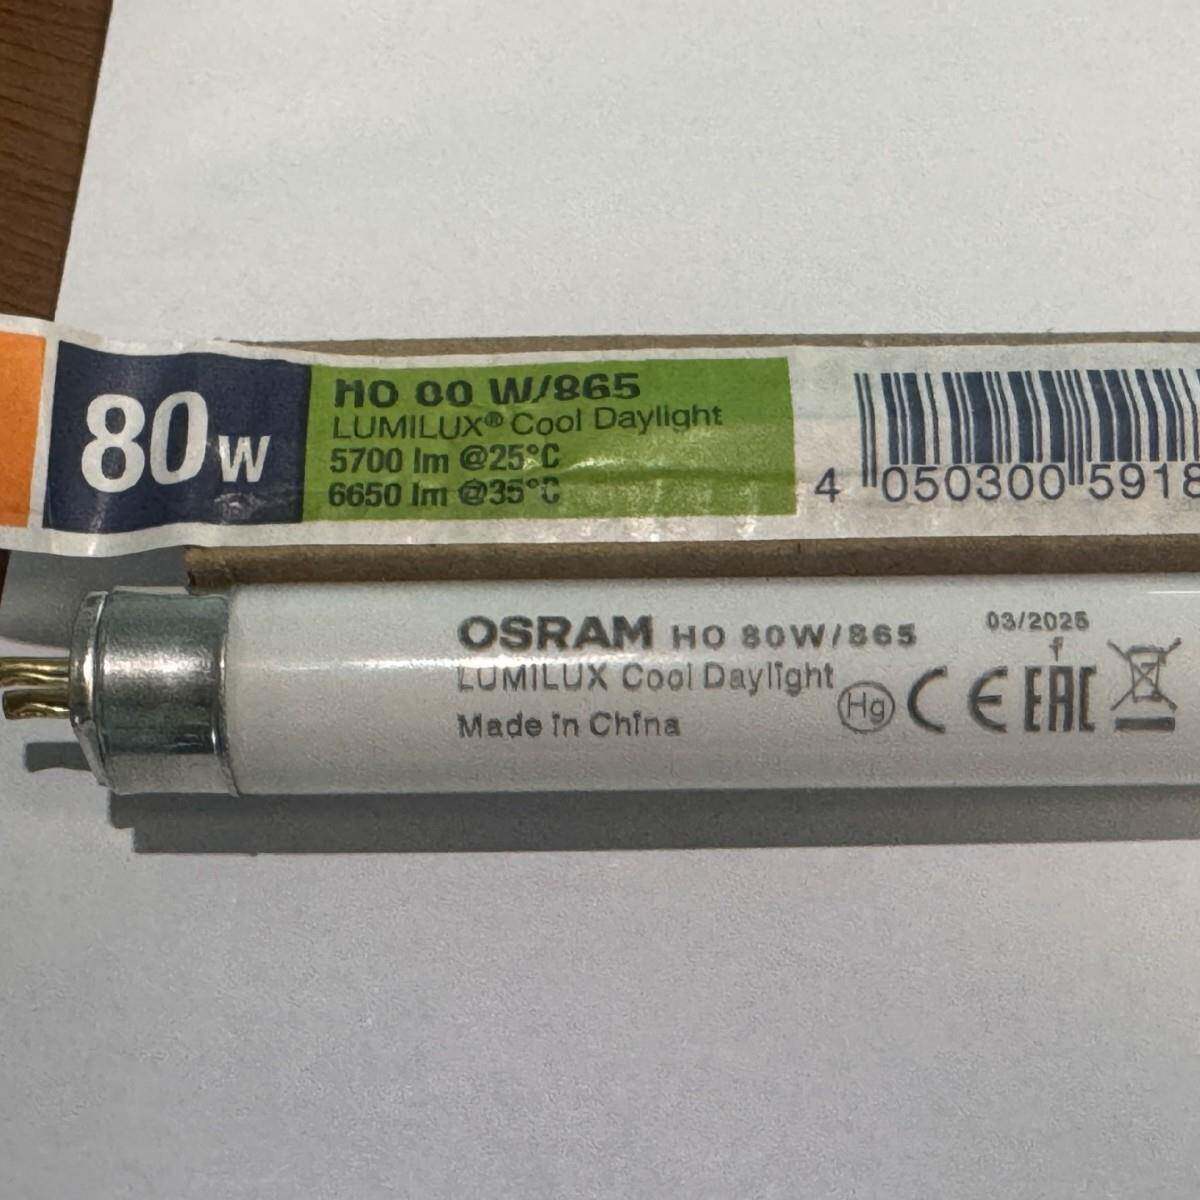 80 W
HO 80 W/865
LUMILUX® Cool Daylight
5700 lm @25°C
6650 lm @35°C
4 050300 5918
OSRAM HO 80W/865
LUMILUX Cool Daylight
Made in China
Hg
CE
03/2025
f
EAC